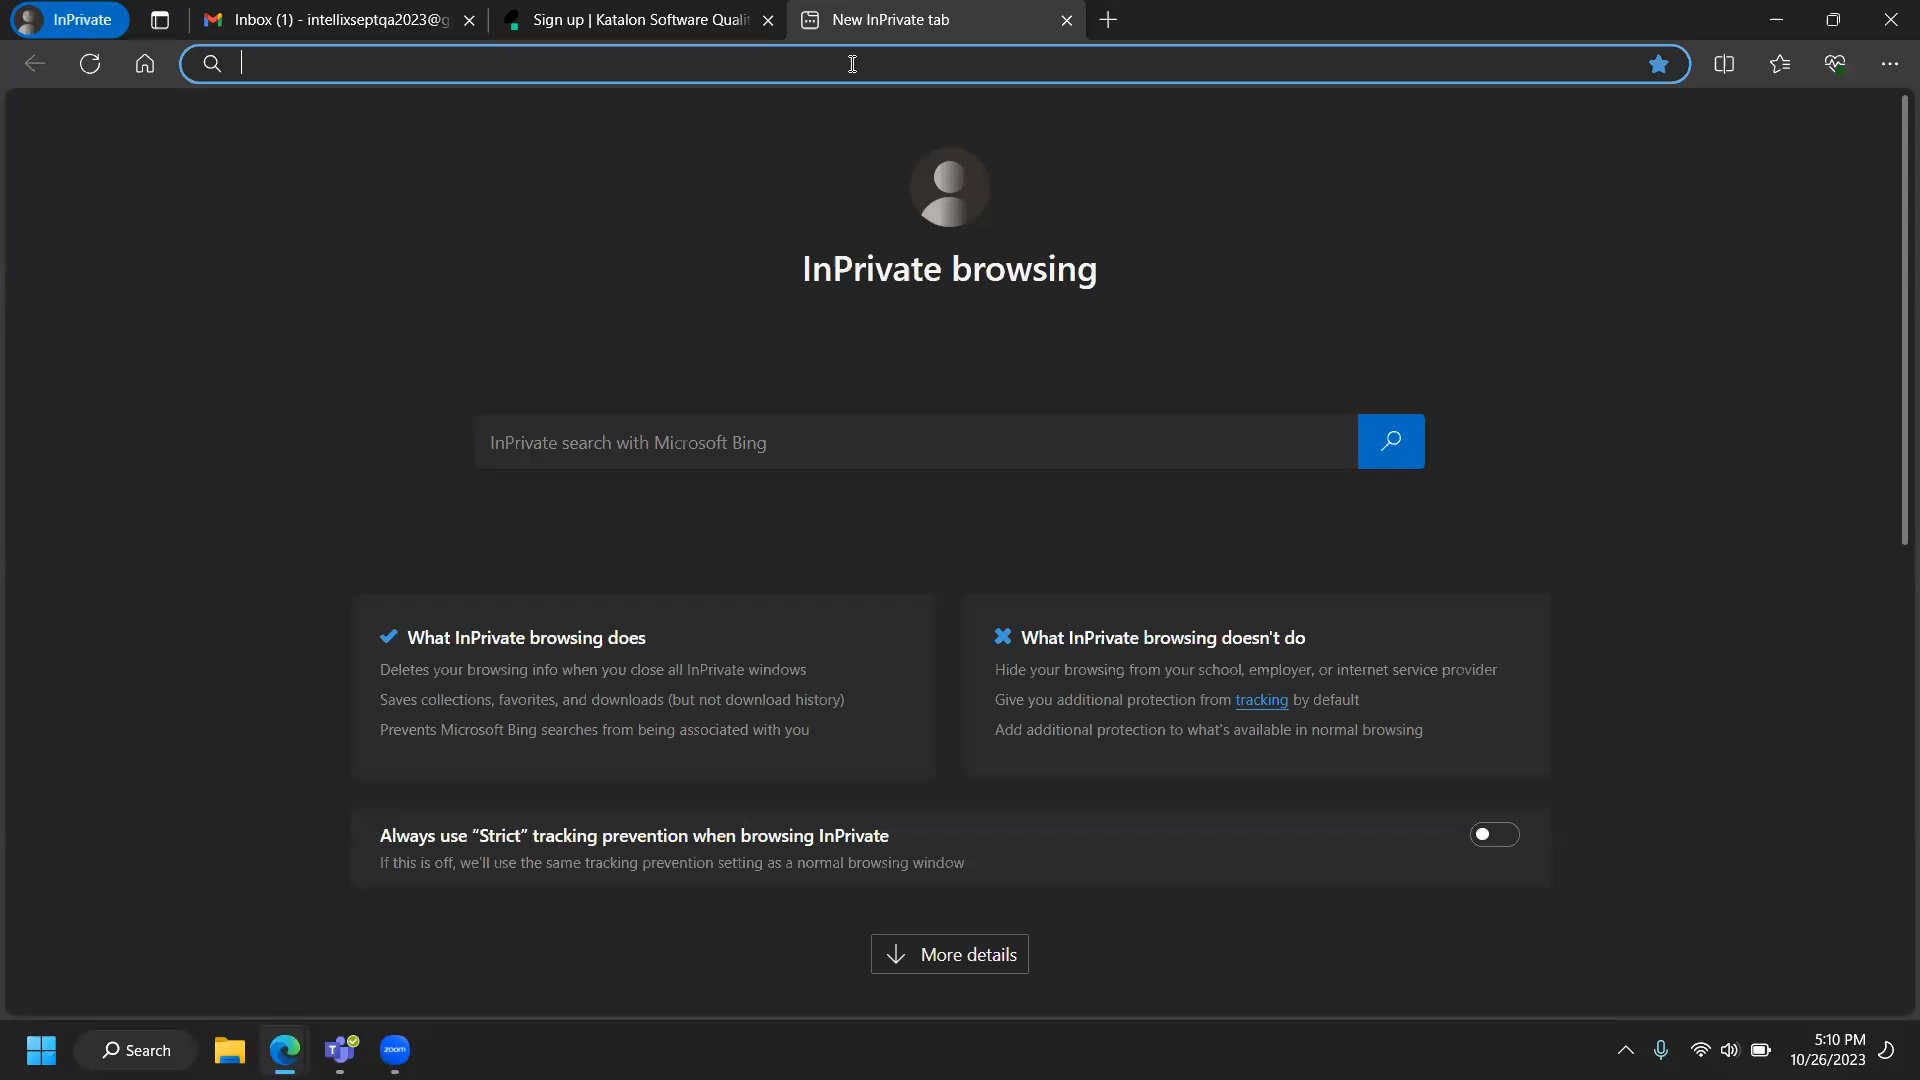 InPrivate
Inbox (1) - intellixseptqa2023@g
Sign up | Katalon Software Qualit
New InPrivate tab
InPrivate browsing
InPrivate search with Microsoft Bing
What InPrivate browsing does
Deletes your browsing info when you close all InPrivate windows
Saves collections, favorites, and downloads (but not download history)
Prevents Microsoft Bing searches from being associated with you
What InPrivate browsing doesn't do
Hide your browsing from your school, employer, or internet service provider
Give you additional protection from tracking by default
Add additional protection to what's available in normal browsing
Always use “Strict” tracking prevention when browsing InPrivate
If this is off, we'll use the same tracking prevention setting as a normal browsing window
More details
Search
zoom
5:10 PM
10/26/2023